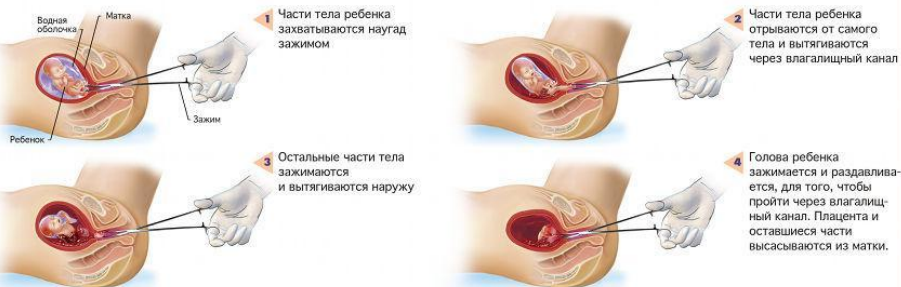 Водная
оболочка
Матка
Ребенок
Зажим
1 Части тела ребенка
захватываются наугад
зажимом
2 Части тела ребенка
отрываются от самого
тела и вытягиваются
через влагалищный канал
3 Остальные части тела
зажимаются
и вытягиваются наружу
4 Голова ребенка
зажимается и раздавлива-
ется, для того, чтобы
пройти через влагалищ-
ный канал. Плацента и
оставшиеся части
высасываются из матки.